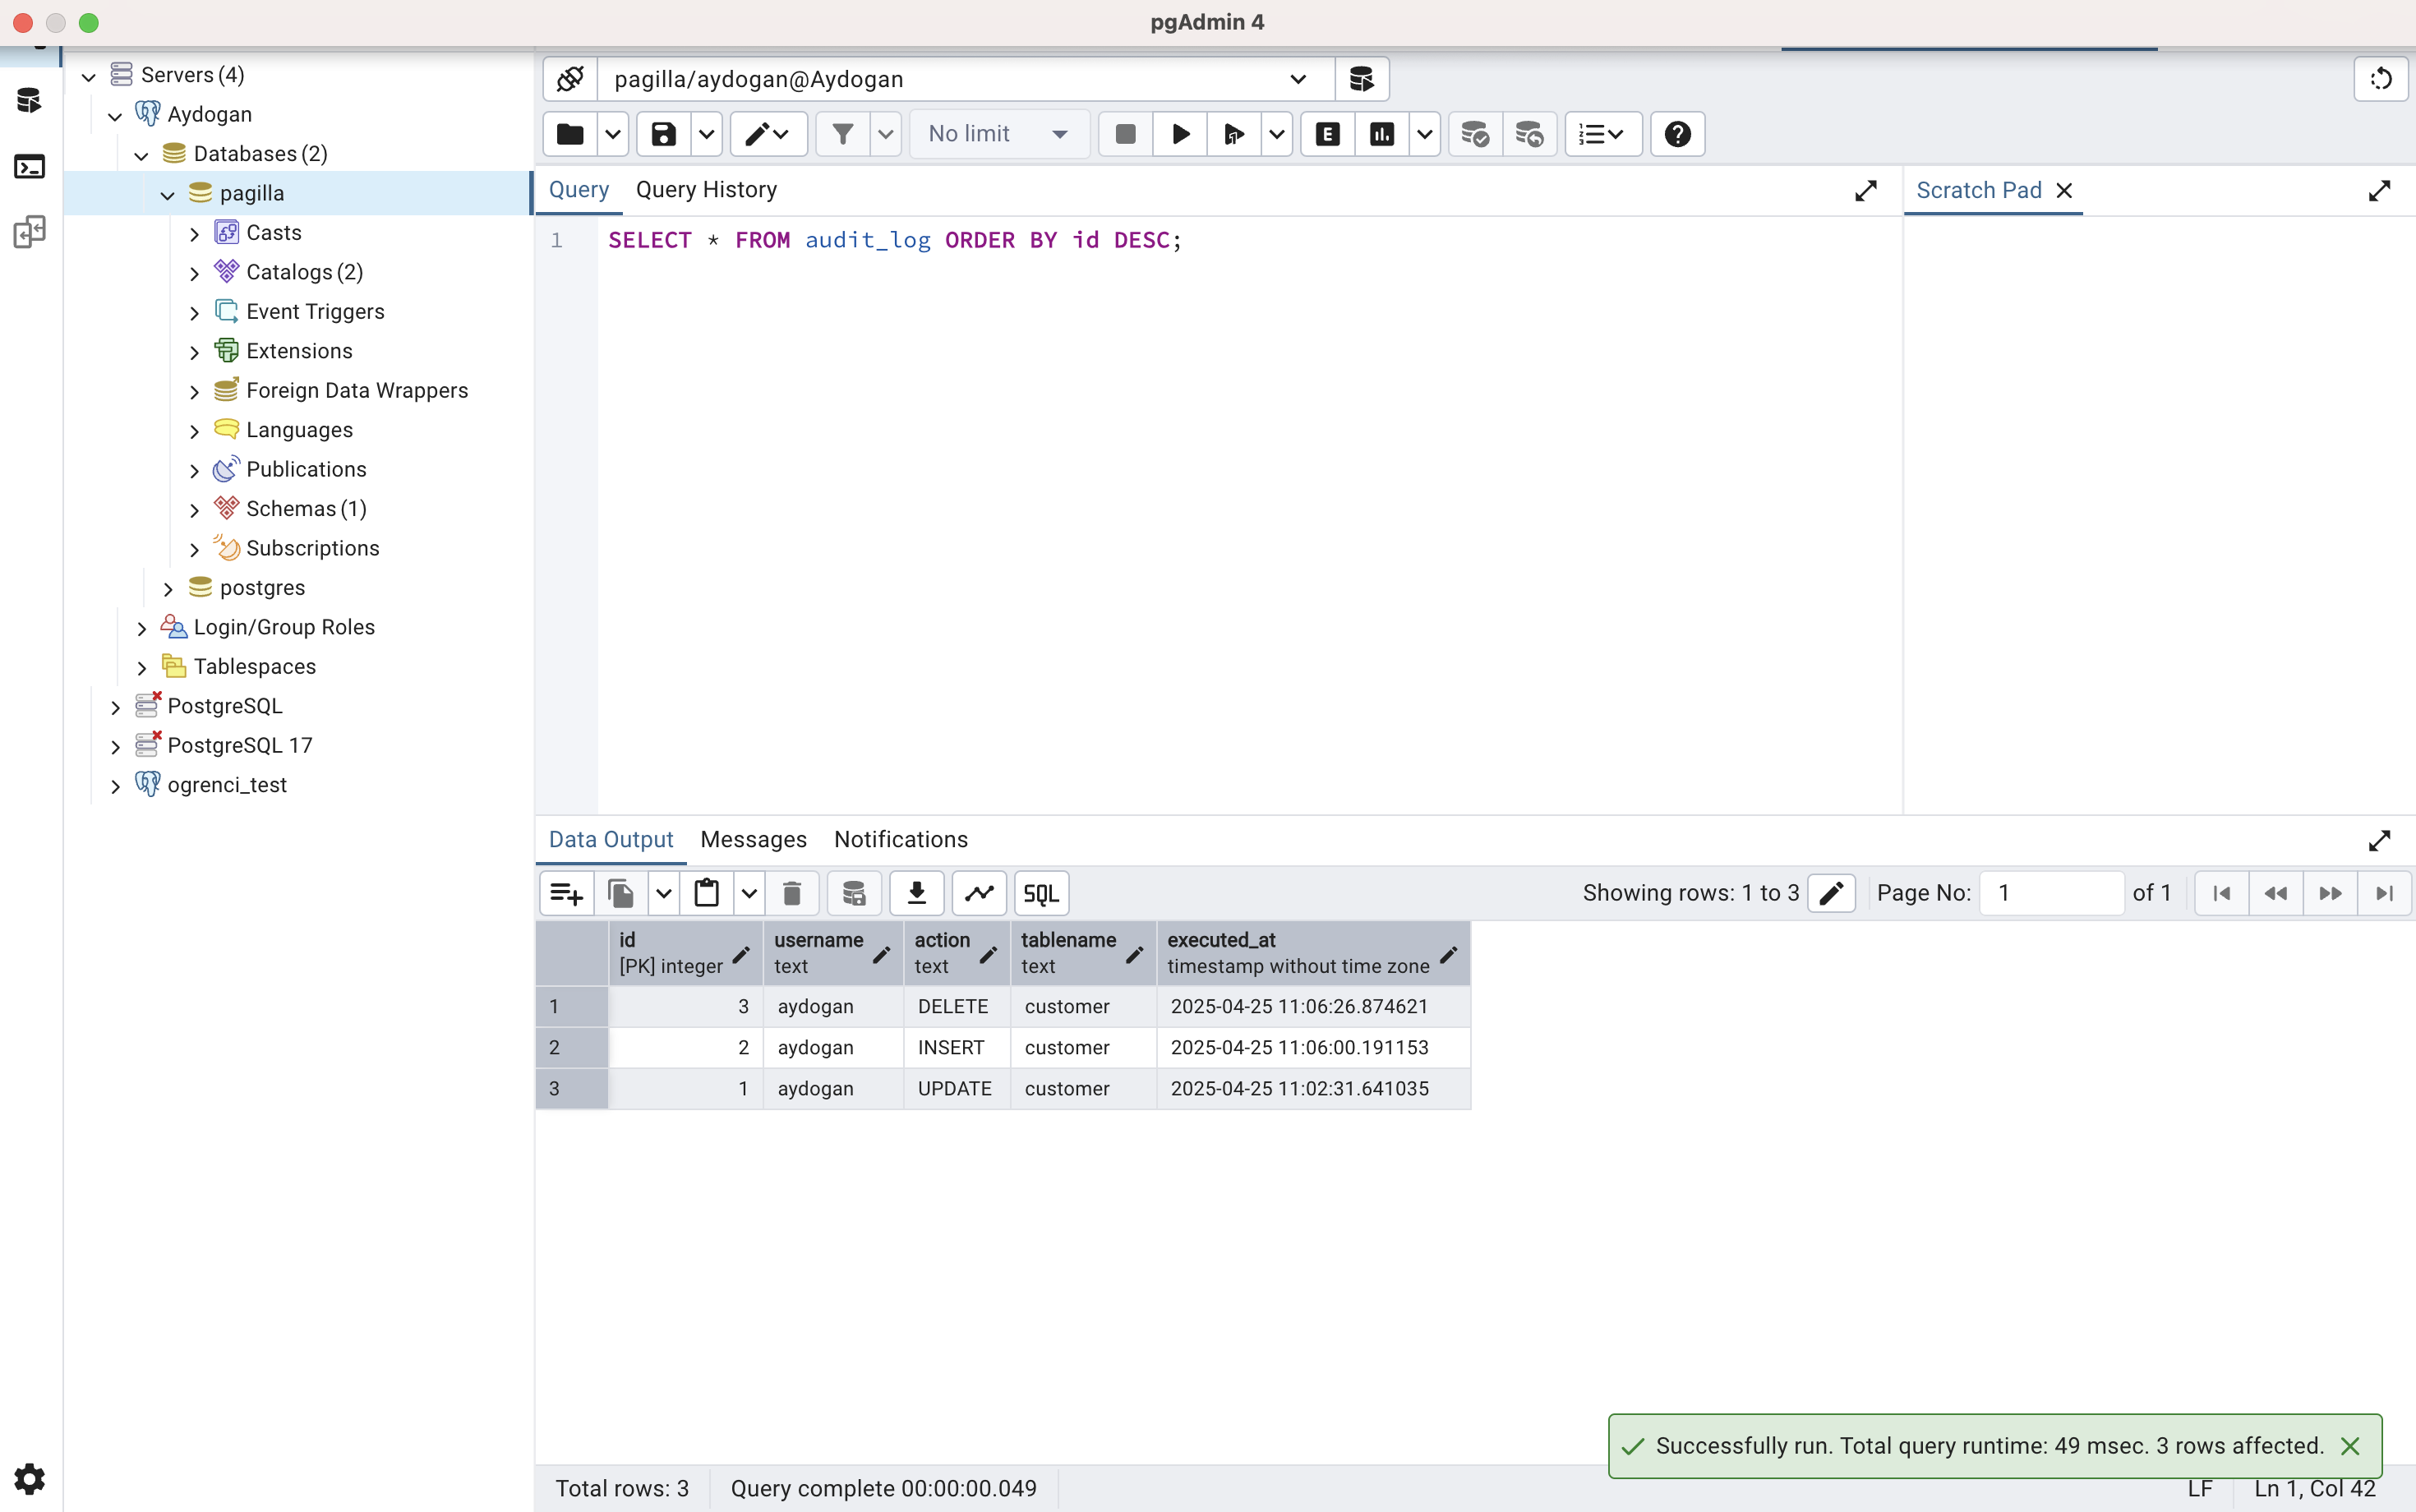 pgAdmin 4
Servers (4)
Aydogan
Databases (2)
pagilla
Casts
Catalogs (2)
Event Triggers
Extensions
Foreign Data Wrappers
Languages
Publications
Schemas (1)
Subscriptions
postgres
Login/Group Roles
Tablespaces
PostgreSQL
PostgreSQL 17
ogrenci_test
pagilla/aydogan@Aydogan
No limit
E
Query Query History
Scratch Pad
1 SELECT * FROM audit_log ORDER BY id DESC;
Data Output Messages Notifications
SQL Showing rows: 1 to 3 Page No: 1 of 1
id username action tablename executed_at
[PK] integer text text text timestamp without time zone
1 3 aydogan DELETE customer 2025-04-25 11:06:26.874621
2 2 aydogan INSERT customer 2025-04-25 11:06:00.191153
3 1 aydogan UPDATE customer 2025-04-25 11:02:31.641035
Successfully run. Total query runtime: 49 msec. 3 rows affected.
Total rows: 3 Query complete 00:00:00.049 LF Ln 1, Col 42